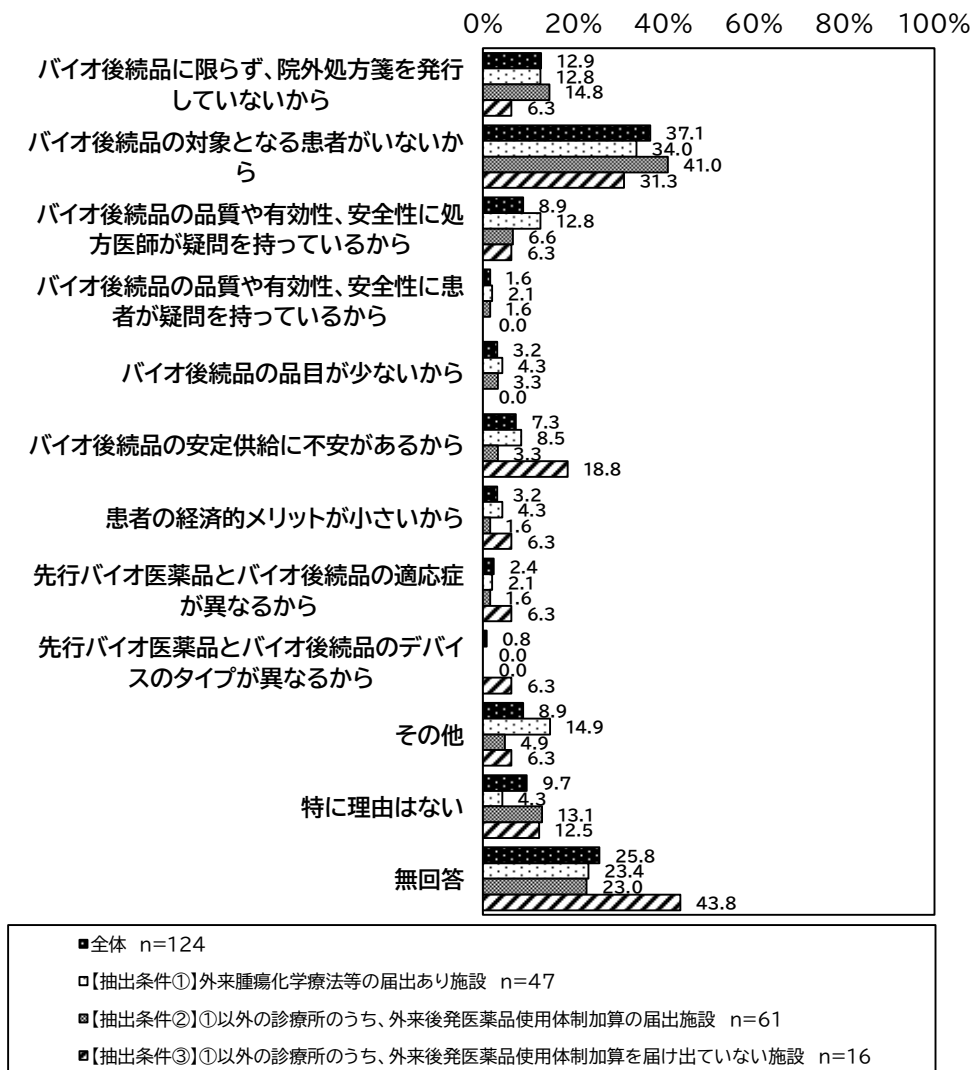 0% 20% 40% 60% 80% 100%
バイオ後続品に限らず、院外処方箋を発行
していないから
12.9
12.8
14.8
6.3
バイオ後続品の対象となる患者がいないか
ら
37.1
34.0
41.0
31.3
バイオ後続品の品質や有効性、安全性に処
方医師が疑問を持っているから
8.9
12.8
6.6
6.3
バイオ後続品の品質や有効性、安全性に患
者が疑問を持っているから
1.6
2.1
1.6
0.0
バイオ後続品の品目が少ないから
3.2
4.3
3.3
0.0
バイオ後続品の安定供給に不安があるから
7.3
8.5
3.3
18.8
患者の経済的メリットが小さいから
3.2
4.3
1.6
6.3
先行バイオ医薬品とバイオ後続品の適応症
が異なるから
2.4
2.1
1.6
6.3
先行バイオ医薬品とバイオ後続品のデバイ
スのタイプが異なるから
0.8
0.0
0.0
6.3
その他
8.9
14.9
4.9
6.3
特に理由はない
9.7
4.3
13.1
12.5
無回答
25.8
23.4
23.0
43.8
全体 n=124
【抽出条件①】外来腫瘍化学療法等の届出あり施設 n=47
【抽出条件②】①以外の診療所のうち、外来後発医薬品使用体制加算の届出施設 n=61
【抽出条件③】①以外の診療所のうち、外来後発医薬品使用体制加算を届け出ていない施設 n=16